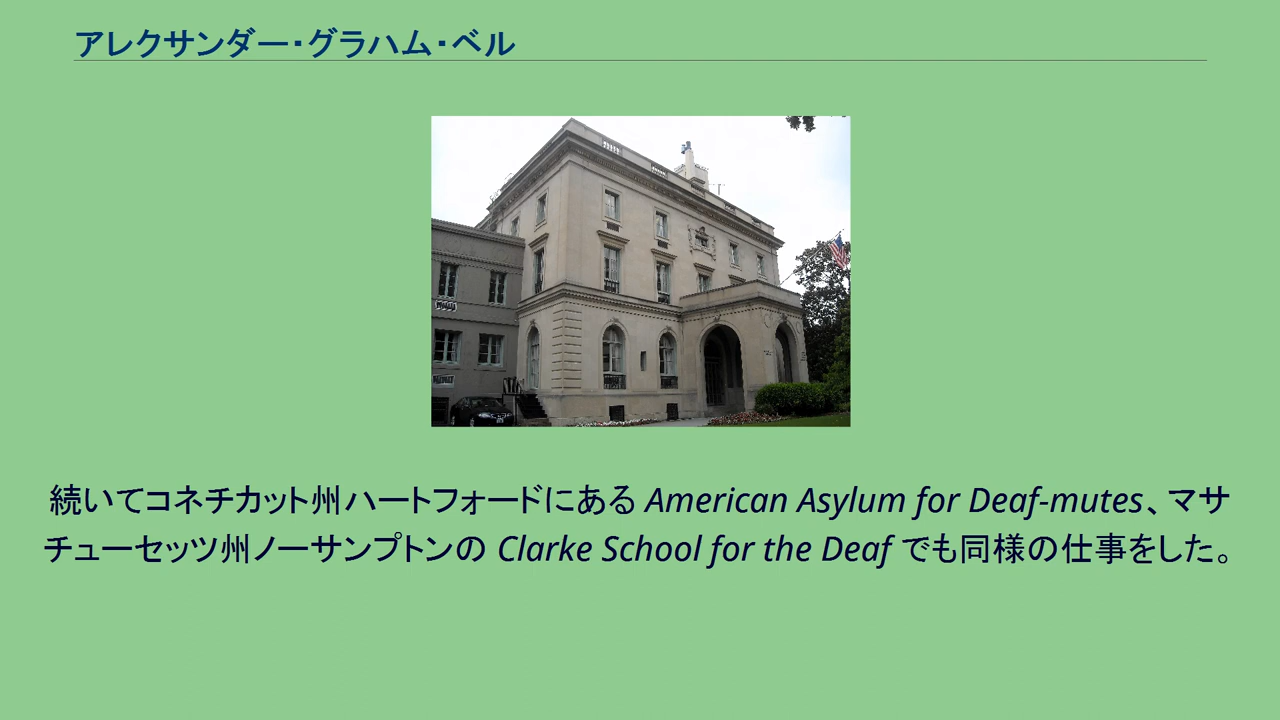 アレクサンダー・グラハム・ベル
続いてコネチカット州ハートフォードにある American Asylum for Deaf-mutes、マサ
チューセッツ州ノーサンプトンの Clarke School for the Deaf でも同様の仕事をした。